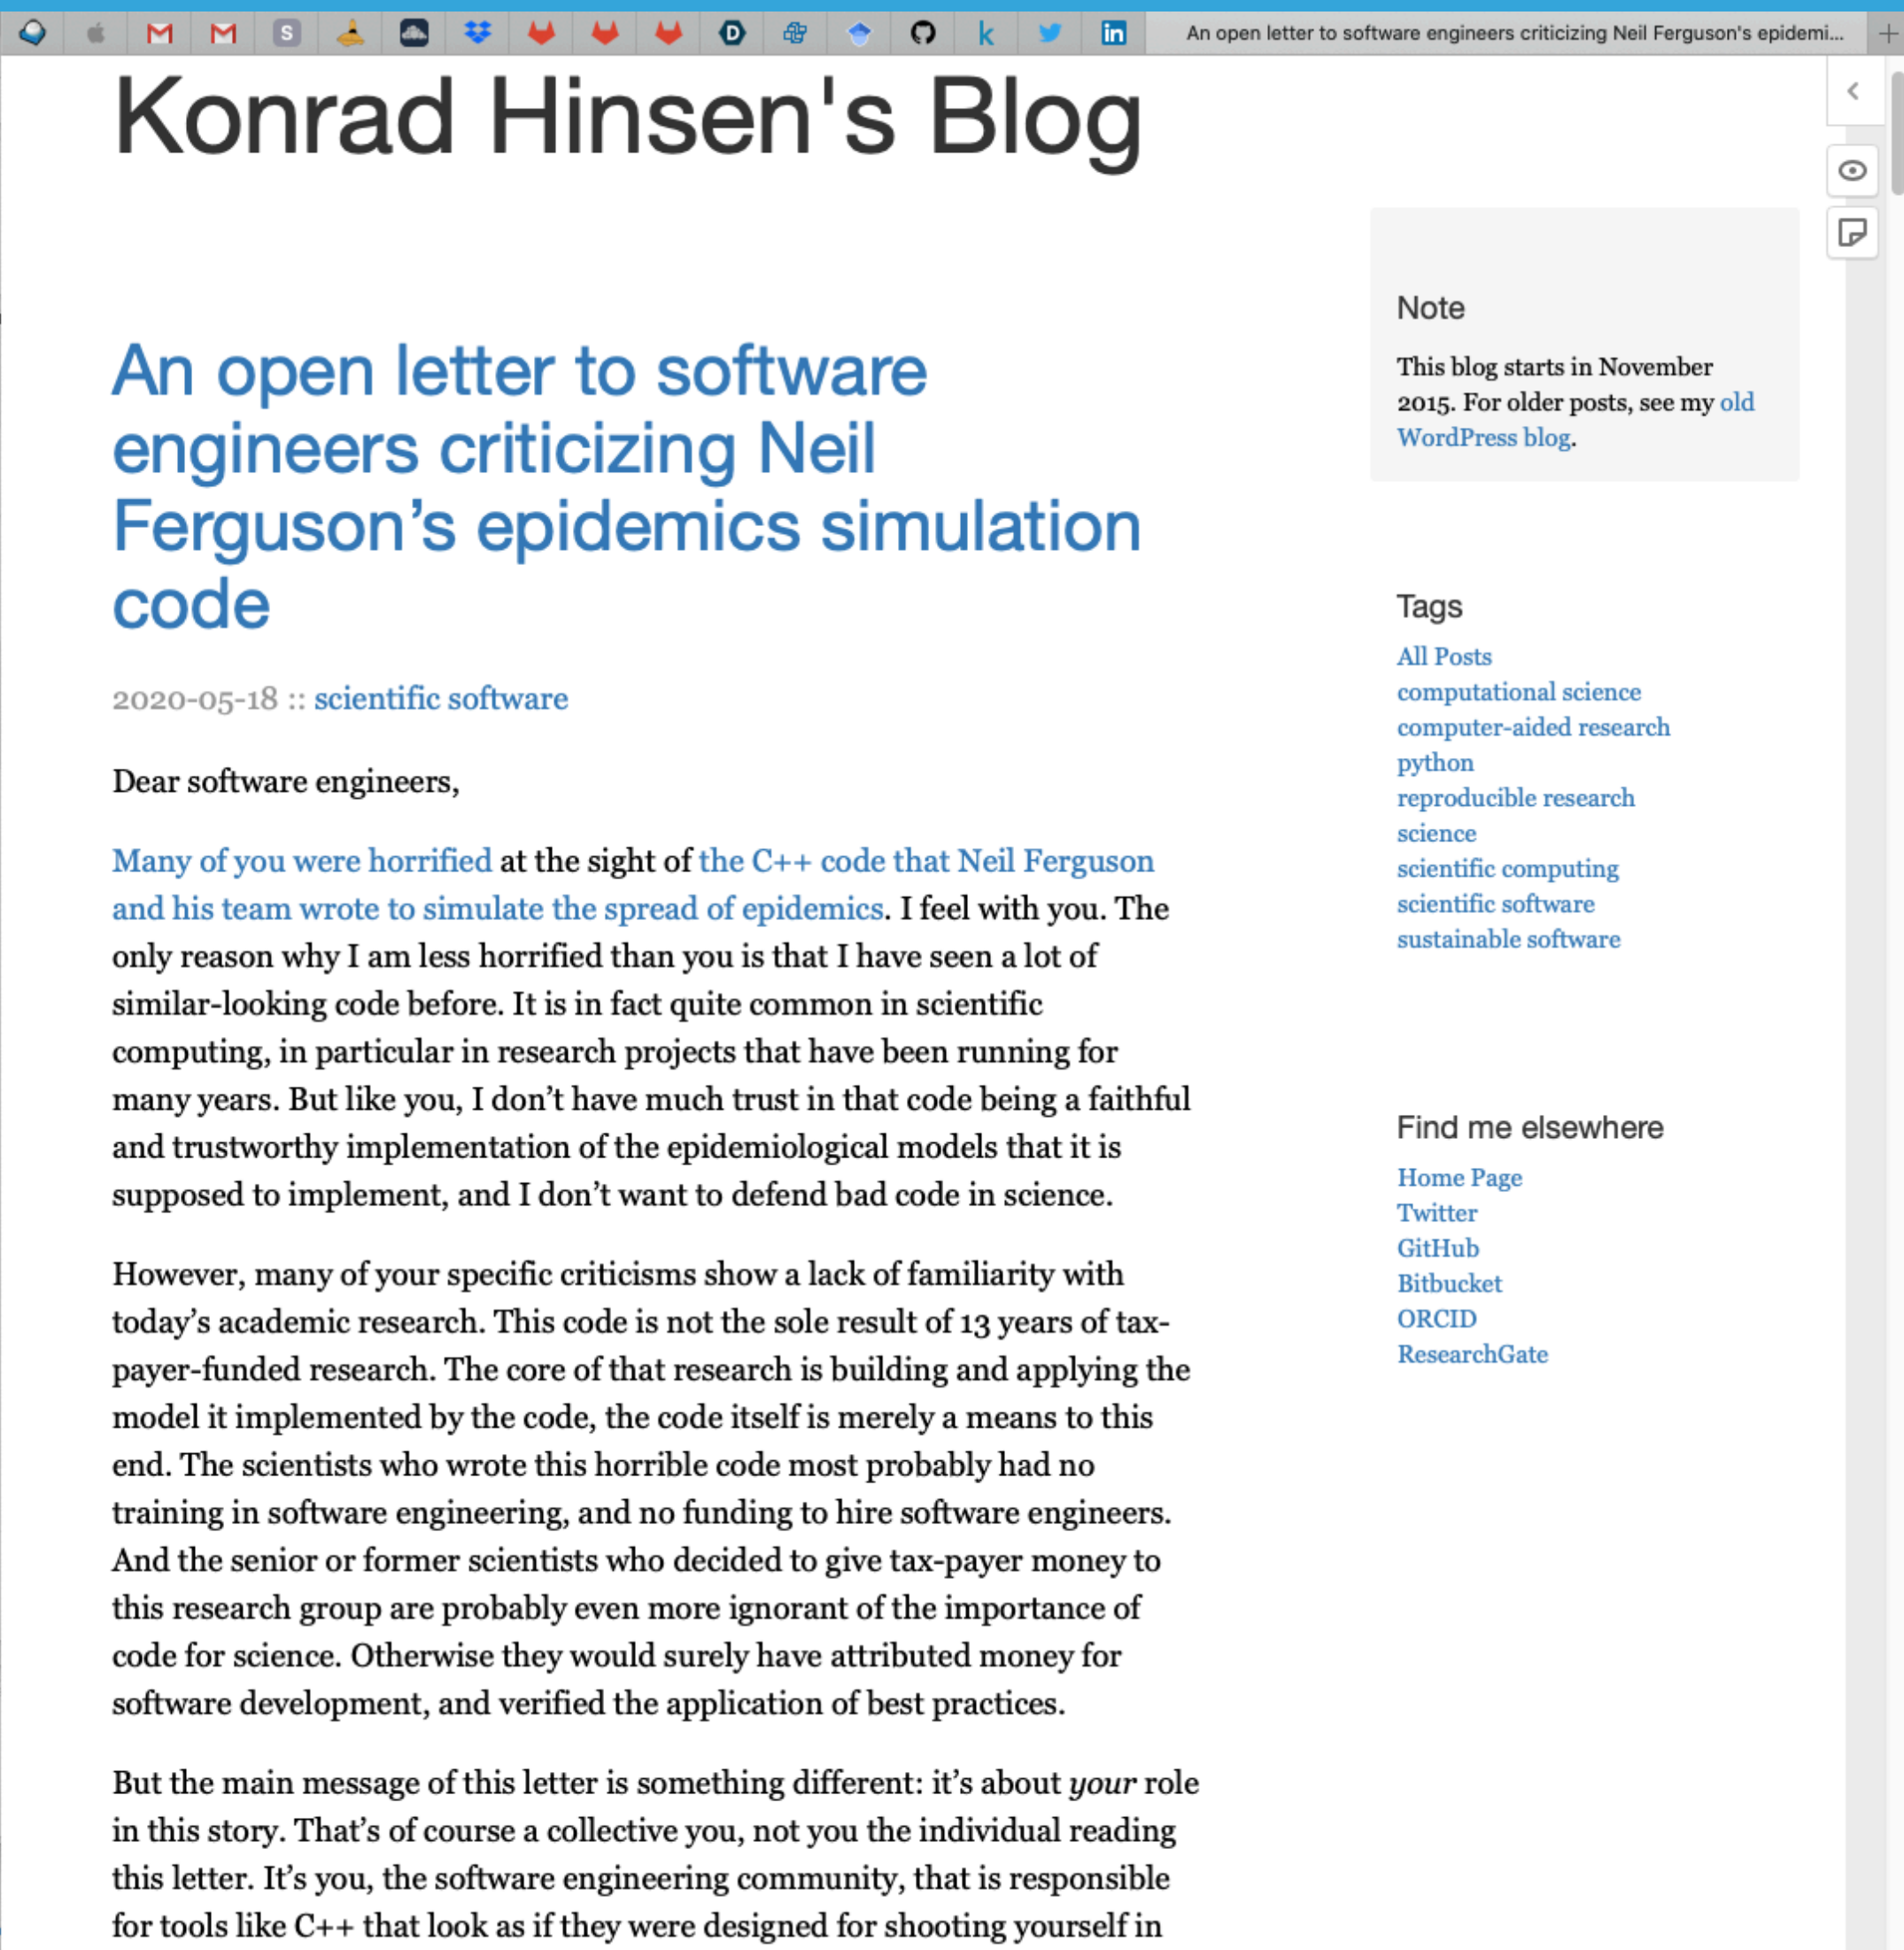 S
D
k
in
An open letter to software engineers criticizing Neil Ferguson's epidemi...
Konrad Hinsen's Blog
An open letter to software
engineers criticizing Neil
Ferguson’s epidemics simulation
code
2020-05-18 :: scientific software
Dear software engineers,
Many of you were horrified at the sight of the C++ code that Neil Ferguson
and his team wrote to simulate the spread of epidemics. I feel with you. The
only reason why I am less horrified than you is that I have seen a lot of
similar-looking code before. It is in fact quite common in scientific
computing, in particular in research projects that have been running for
many years. But like you, I don’t have much trust in that code being a faithful
and trustworthy implementation of the epidemiological models that it is
supposed to implement, and I don’t want to defend bad code in science.
However, many of your specific criticisms show a lack of familiarity with
today’s academic research. This code is not the sole result of 13 years of tax-
payer-funded research. The core of that research is building and applying the
model it implemented by the code, the code itself is merely a means to this
end. The scientists who wrote this horrible code most probably had no
training in software engineering, and no funding to hire software engineers.
And the senior or former scientists who decided to give tax-payer money to
this research group are probably even more ignorant of the importance of
code for science. Otherwise they would surely have attributed money for
software development, and verified the application of best practices.
But the main message of this letter is something different: it’s about your role
in this story. That’s of course a collective you, not you the individual reading
this letter. It’s you, the software engineering community, that is responsible
for tools like C++ that look as if they were designed for shooting yourself in
Note
This blog starts in November
2015. For older posts, see my old
WordPress blog.
Tags
All Posts
computational science
computer-aided research
python
reproducible research
science
scientific computing
scientific software
sustainable software
Find me elsewhere
Home Page
Twitter
GitHub
Bitbucket
ORCID
ResearchGate